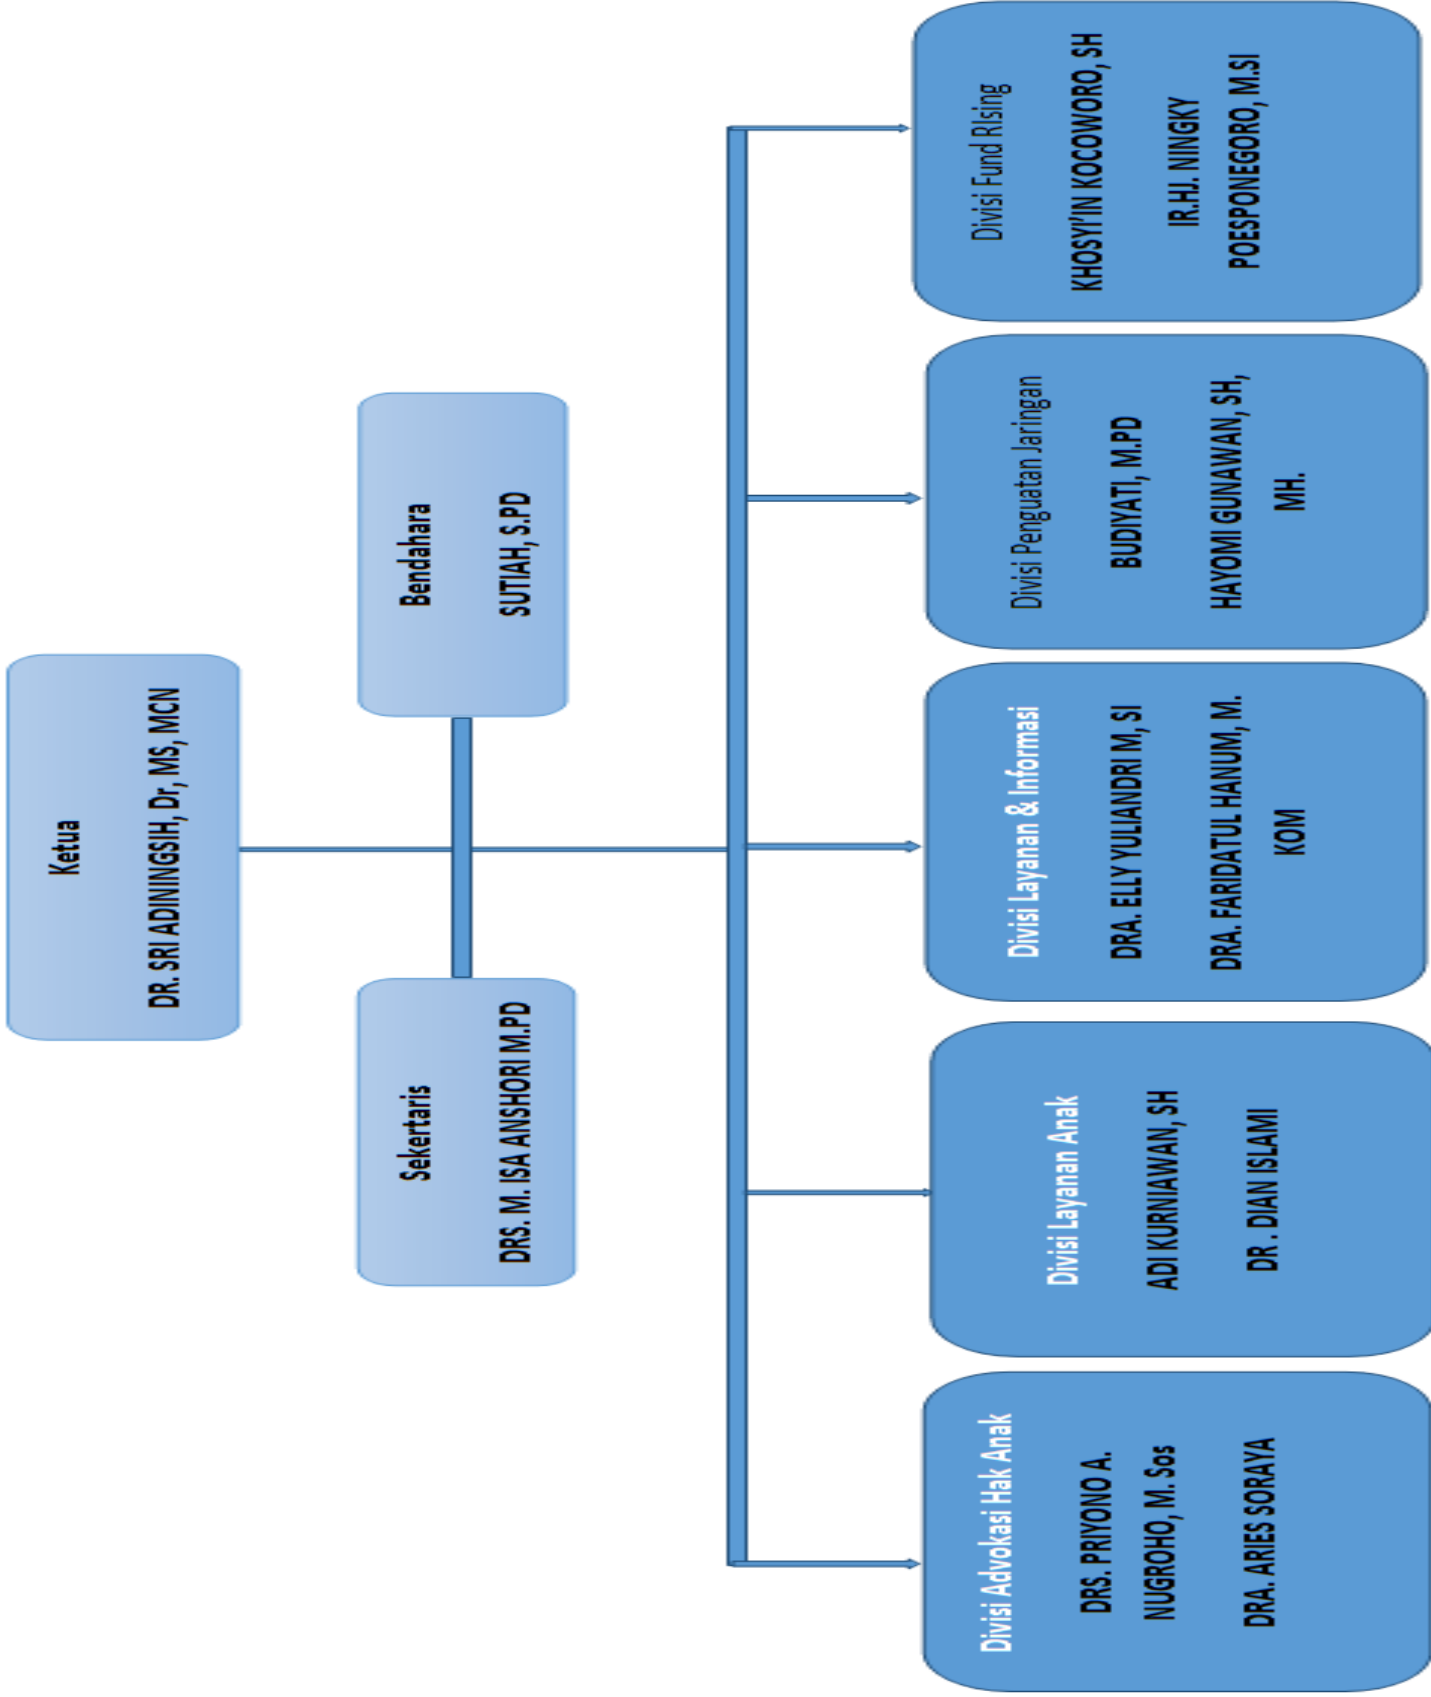 Ketua
DR. SRI ADININGSIH, Dr, MS, MCN
Sekertaris
DRS. M. ISA ANSHORI M.PD
Bendahara
SUTIAH, S.PD
Divisi Advokasi Hak Anak
DRS. PRIYONO A.
NUGROHO, M. Sos
DRA. ARIES SORAYA
Divisi Layanan Anak
ADI KURNIAWAN, SH
DR . DIAN ISLAMI
Divisi Layanan & Informasi
DRA. ELLY YULIANDRI M, SI
DRA. FARIDATUL HANUM, M.
KOM
Divisi Penguatan Jaringan
BUDIYATI, M.PD
HAYOMI GUNAWAN, SH,
MH.
Divisi Fund RIsing
KHOSYI’IN KOCOWORO, SH
IR.HJ. NINGKY
POESPONEGORO, M.SI